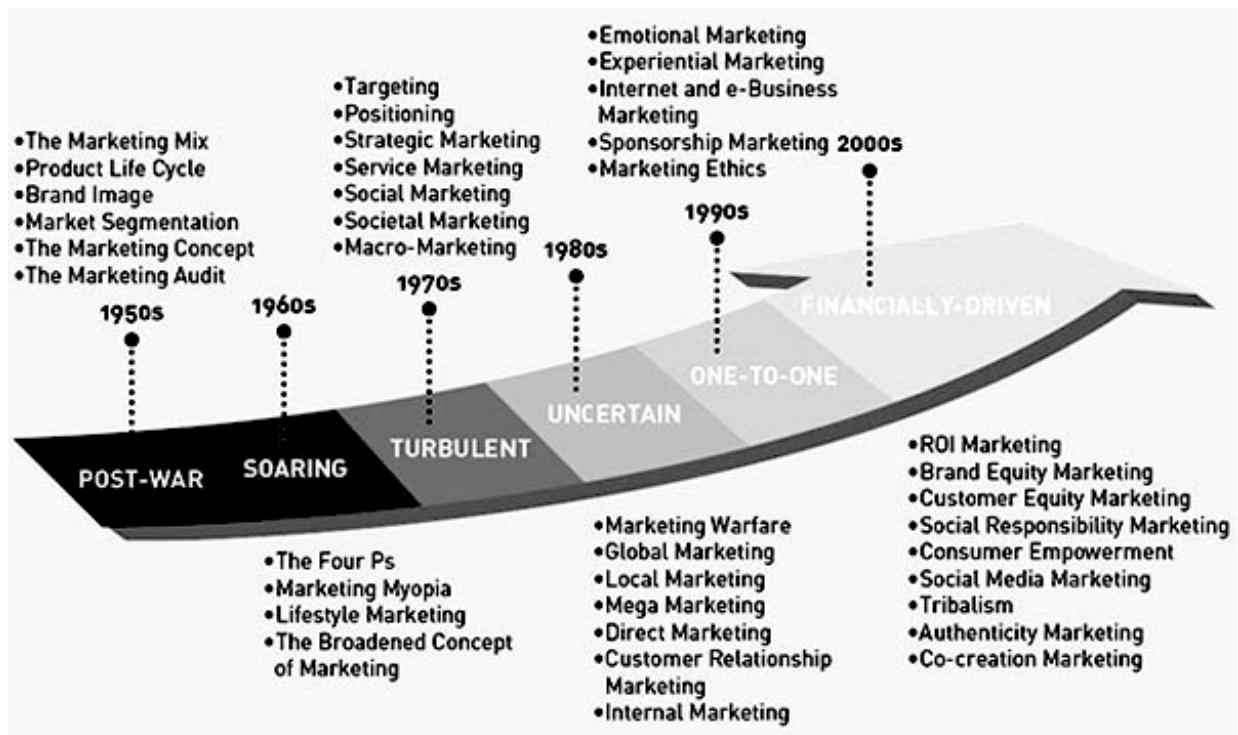 •The Marketing Mix
•Product Life Cycle
•Brand Image
•Market Segmentation
•The Marketing Concept
•The Marketing Audit
1950s
POST-WAR
1960s
SOARING
•The Four Ps
•Marketing Myopia
•Lifestyle Marketing
•The Broadened Concept
of Marketing
•Targeting
•Positioning
•Strategic Marketing
•Service Marketing
•Social Marketing
•Societal Marketing
•Macro-Marketing
1970s
TURBULENT
1980s
UNCERTAIN
•Marketing Warfare
•Global Marketing
•Local Marketing
•Mega Marketing
•Direct Marketing
•Customer Relationship
Marketing
•Internal Marketing
•Emotional Marketing
•Experiential Marketing
•Internet and e-Business
Marketing
•Sponsorship Marketing
•Marketing Ethics
1990s
ONE-TO-ONE
2000s
FINANCIALLY-DRIVEN
•ROI Marketing
•Brand Equity Marketing
•Customer Equity Marketing
•Social Responsibility Marketing
•Consumer Empowerment
•Social Media Marketing
•Tribalism
•Authenticity Marketing
•Co-creation Marketing